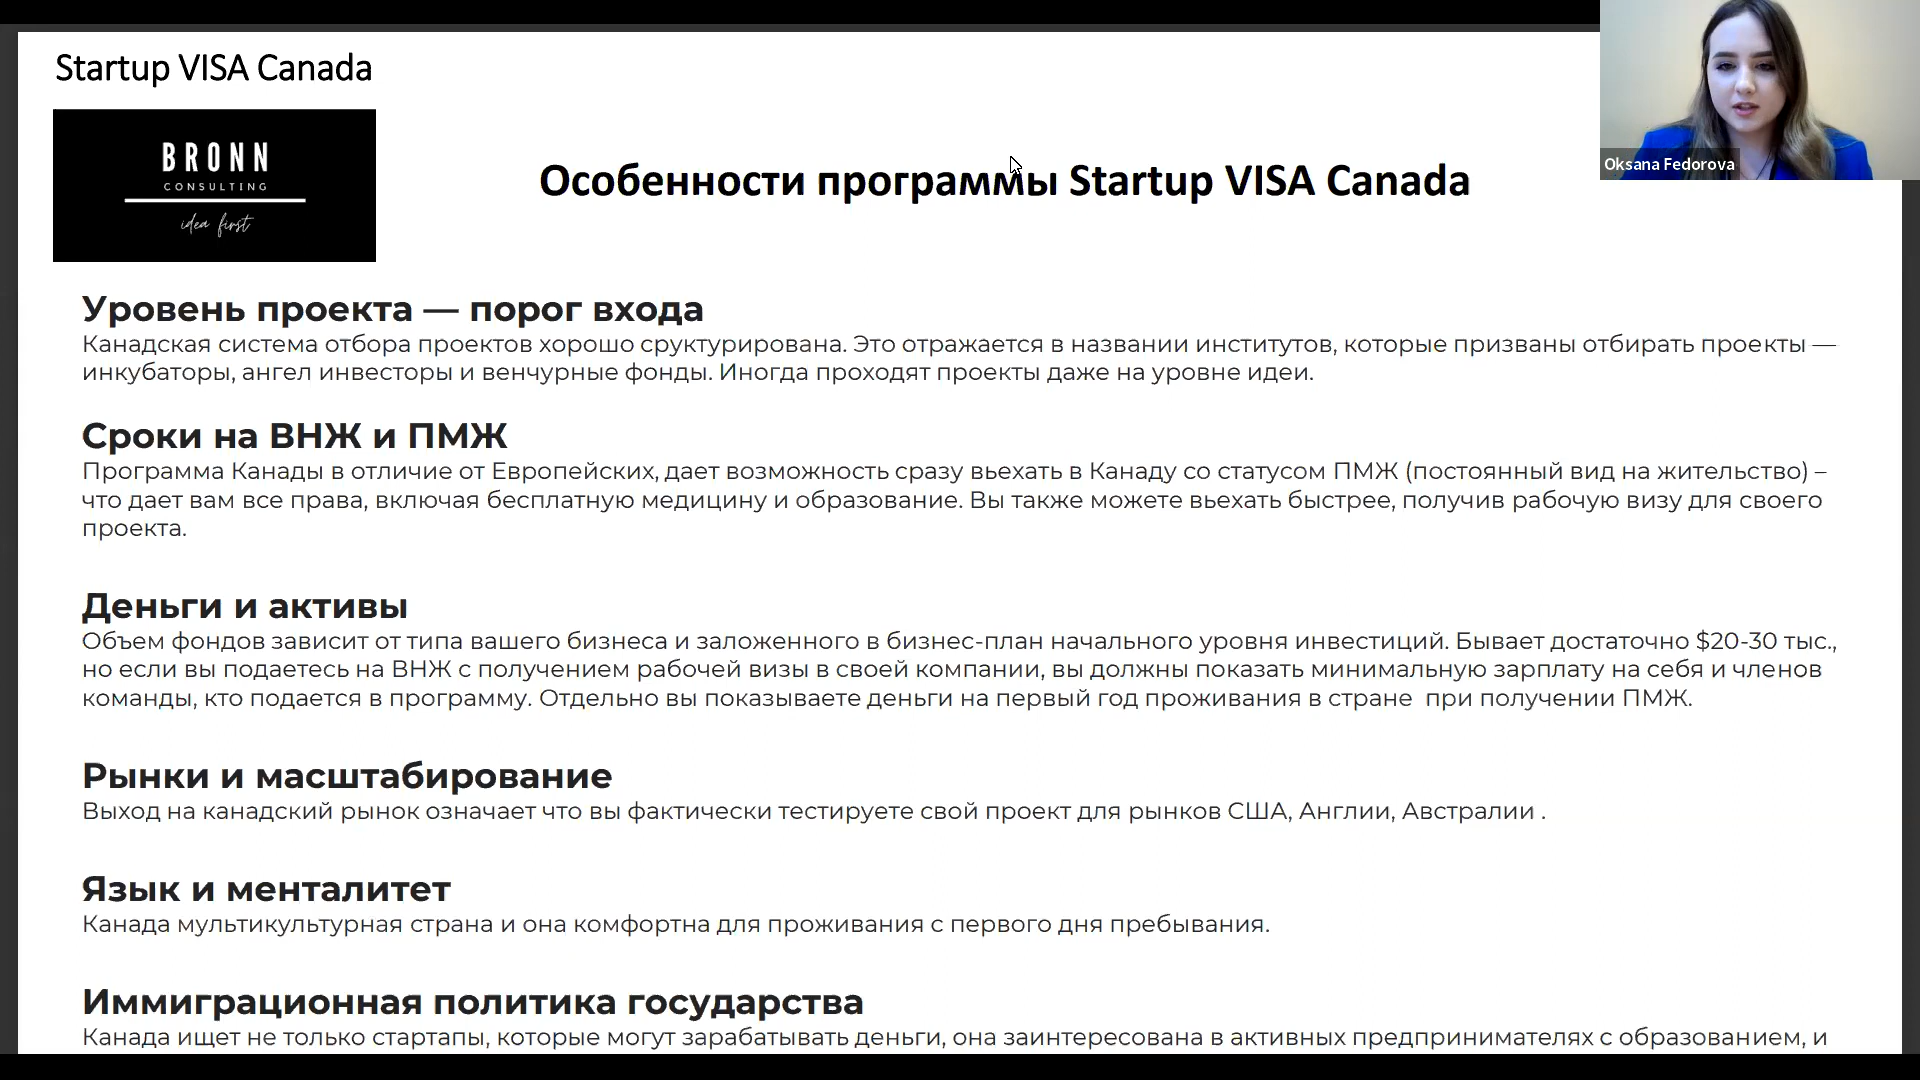 Startup VISA Canada
BRONN
CONSULTING
idea first
Особенности программы Startup VISA Canada
Oksana Fedorova
Уровень проекта — порог входа
Канадская система отбора проектов хорошо сруктурирована. Это отражается в названии институтов, которые призваны отбирать проекты —
инкубаторы, ангел инвесторы и венчурные фонды. Иногда проходят проекты даже на уровне идеи.
Сроки на ВНЖ и ПМЖ
Программа Канады в отличие от Европейских, дает возможность сразу вьехать в Канаду со статусом ПМЖ (постоянный вид на жительство) –
что дает вам все права, включая бесплатную медицину и образование. Вы также можете вьехать быстрее, получив рабочую визу для своего
проекта.
Деньги и активы
Объем фондов зависит от типа вашего бизнеса и заложенного в бизнес-план начального уровня инвестиций. Бывает достаточно $20-30 тыс.,
но если вы подаетесь на ВНЖ с получением рабочей визы в своей компании, вы должны показать минимальную зарплату на себя и членов
команды, кто подается в программу. Отдельно вы показываете деньги на первый год проживания в стране  при получении ПМЖ.
Рынки и масштабирование
Выход на канадский рынок означает что вы фактически тестируете свой проект для рынков США, Англии, Австралии .
Язык и менталитет
Канада мультикультурная страна и она комфортна для проживания с первого дня пребывания.
Иммиграционная политика государства
Канада ищет не только стартапы, которые могут зарабатывать деньги, она заинтересована в активных предпринимателях с образованием, и